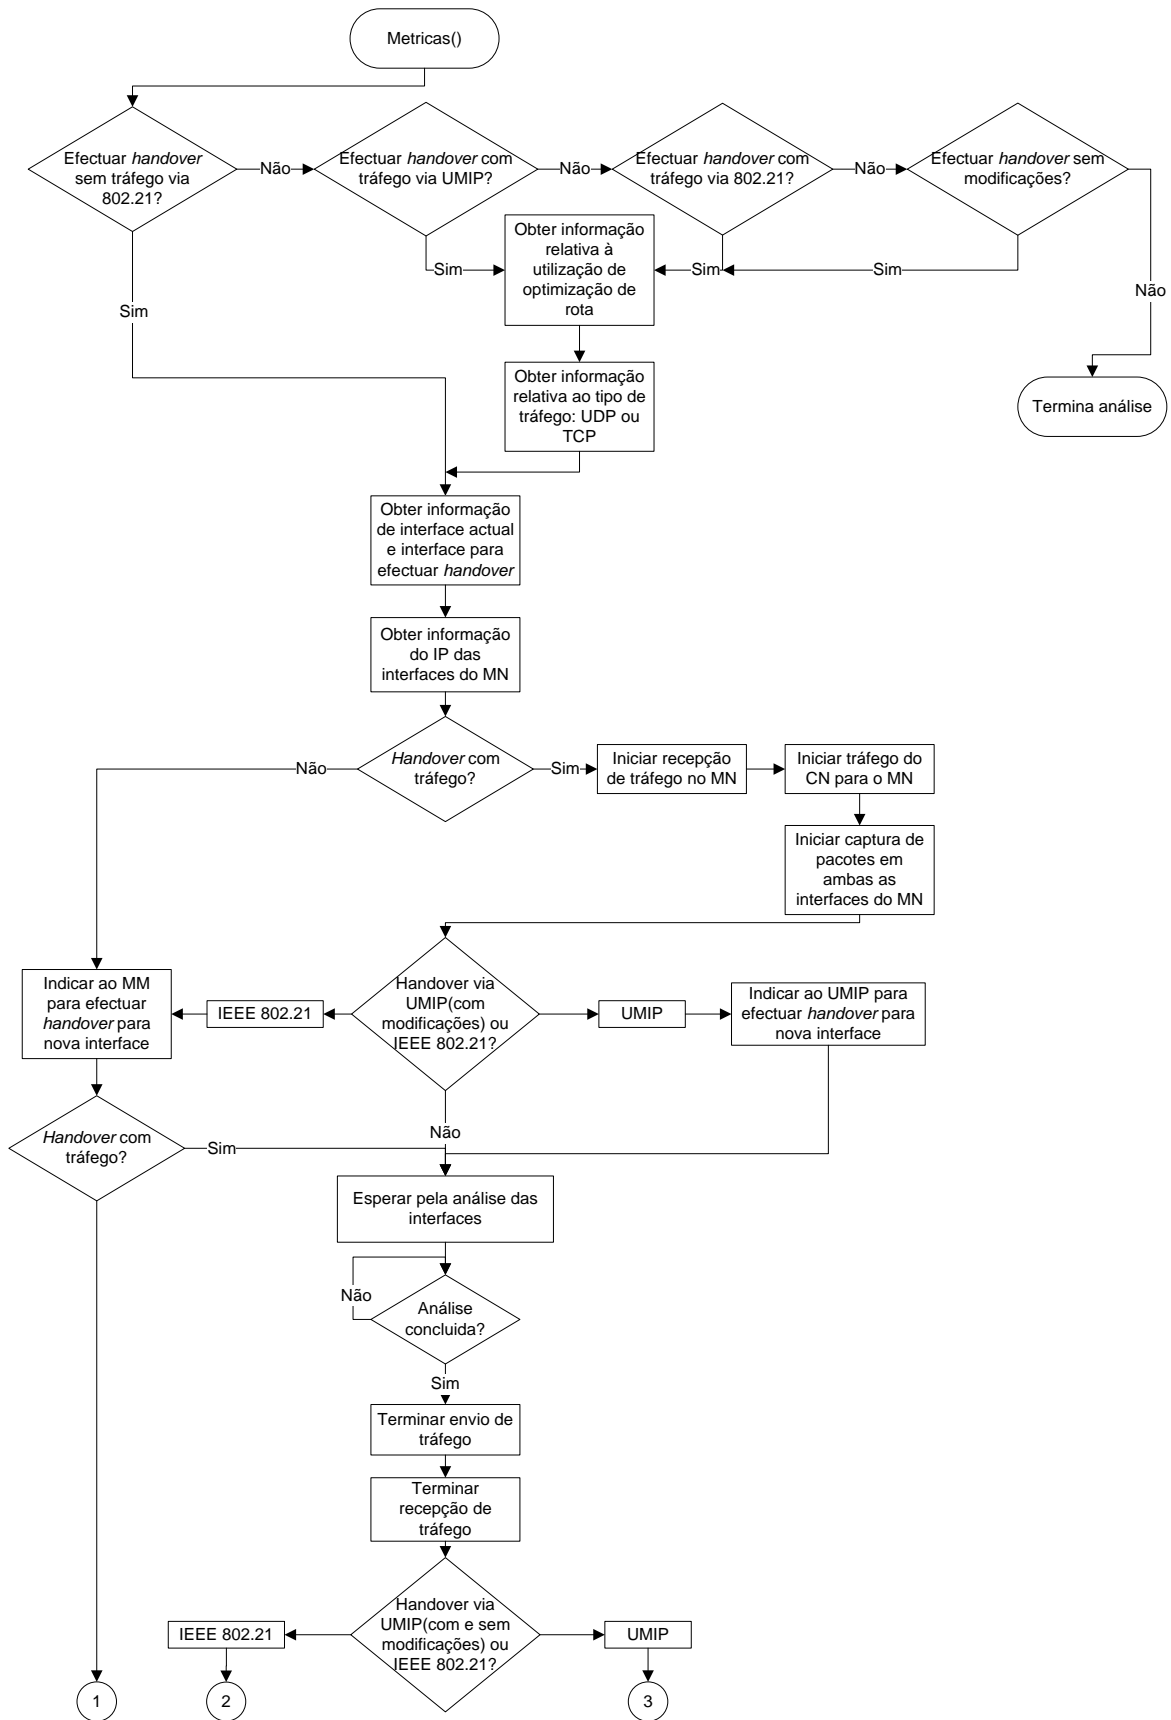 Metricas()
Efectuar handover
sem tráfego via
802.21?
Não
Efectuar handover com
tráfego via UMIP?
Não
Efectuar handover com
tráfego via 802.21?
Não
Efectuar handover sem
modificações?
Obter informação
relativa à
utilização de
optimização de
rota
Sim
Sim
Sim
Sim
Não
Obter informação
relativa ao tipo de
tráfego: UDP ou
TCP
Termina análise
Obter informação
de interface actual
e interface para
efectuar handover
Obter informação
do IP das
interfaces do MN
Não
Handover com
tráfego?
Sim
Iniciar recepção
de tráfego no MN
Iniciar tráfego do
CN para o MN
Iniciar captura de
pacotes em
ambas as
interfaces do MN
Indicar ao MM
para efectuar
handover para
nova interface
IEEE 802.21
Handover via
UMIP(com
modificações) ou
IEEE 802.21?
UMIP
Indicar ao UMIP para
efectuar handover para
nova interface
Não
Handover com
tráfego?
Sim
Esperar pela análise das
interfaces
Não
Análise
concluida?
Sim
Terminar envio de
tráfego
Terminar
recepção de
tráfego
IEEE 802.21
Handover via
UMIP(com e sem
modificações) ou
IEEE 802.21?
UMIP
1
2
3